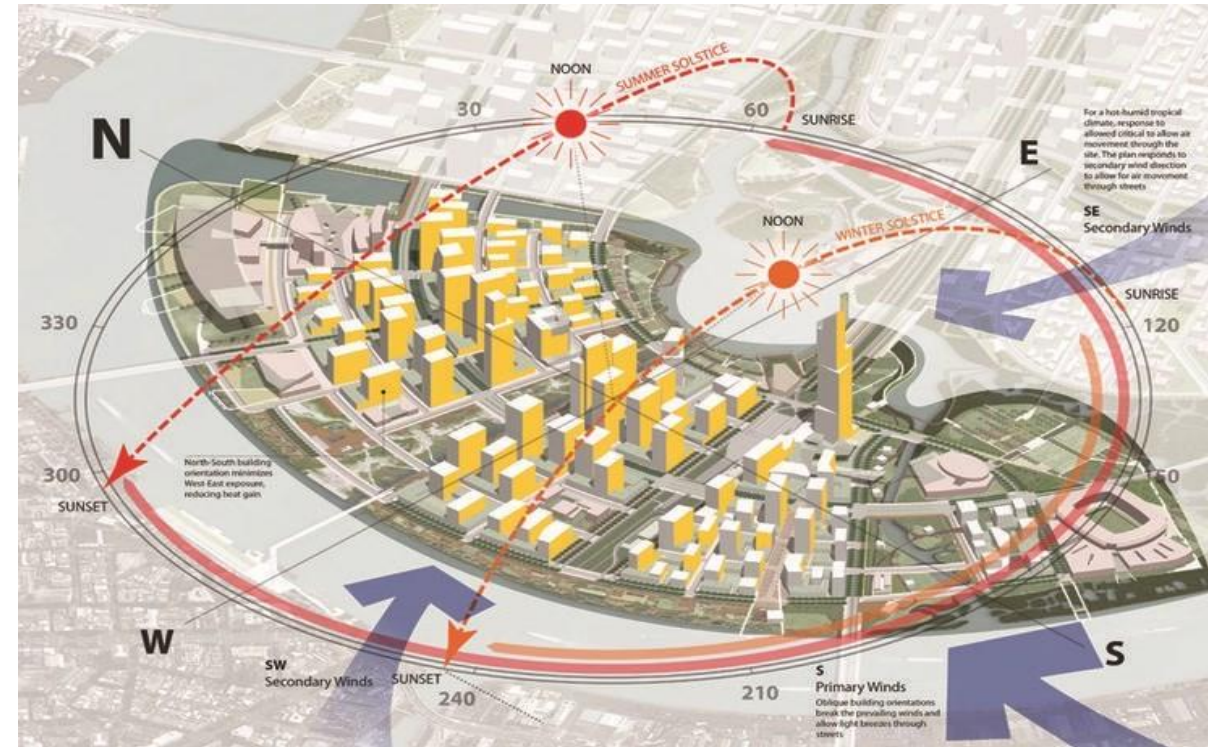 NOON
SUMMER SOLSTICE
30
60
SUNRISE
N
E
For a hot-humid tropical
climate, response to
allowed critical to allow air
movement through the
site. The plan responds to
secondary wind direction
to allow for air movement
through streets
SE
Secondary Winds
NOON
WINTER SOLSTICE
SUNRISE
120
330
300
SUNSET
North-South building
orientation minimizes
West-East exposure,
reducing heat gain
W
SW
Secondary Winds
SUNSET
240
210
S
Primary Winds
Oblique building orientations
break the prevailing winds and
allow light breezes through
streets
S